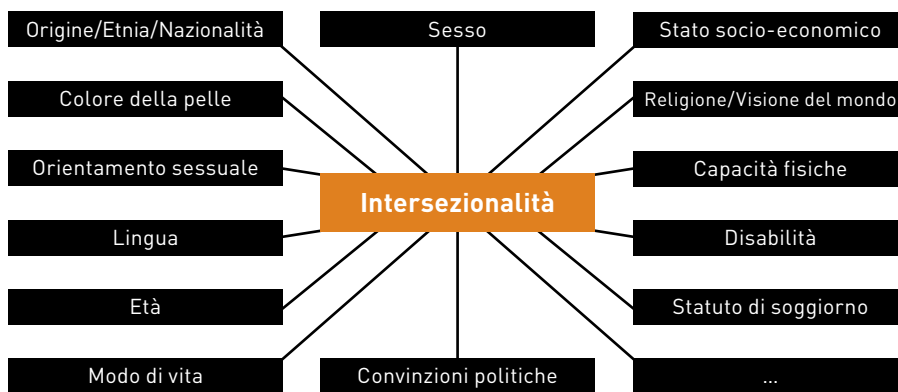 Origine/Etnia/Nazionalità
Sesso
Stato socio-economico
Colore della pelle
Religione/Visione del mondo
Orientamento sessuale
Capacità fisiche
Intersezionalità
Lingua
Disabilità
Età
Statuto di soggiorno
Modo di vita
Convinzioni politiche
...